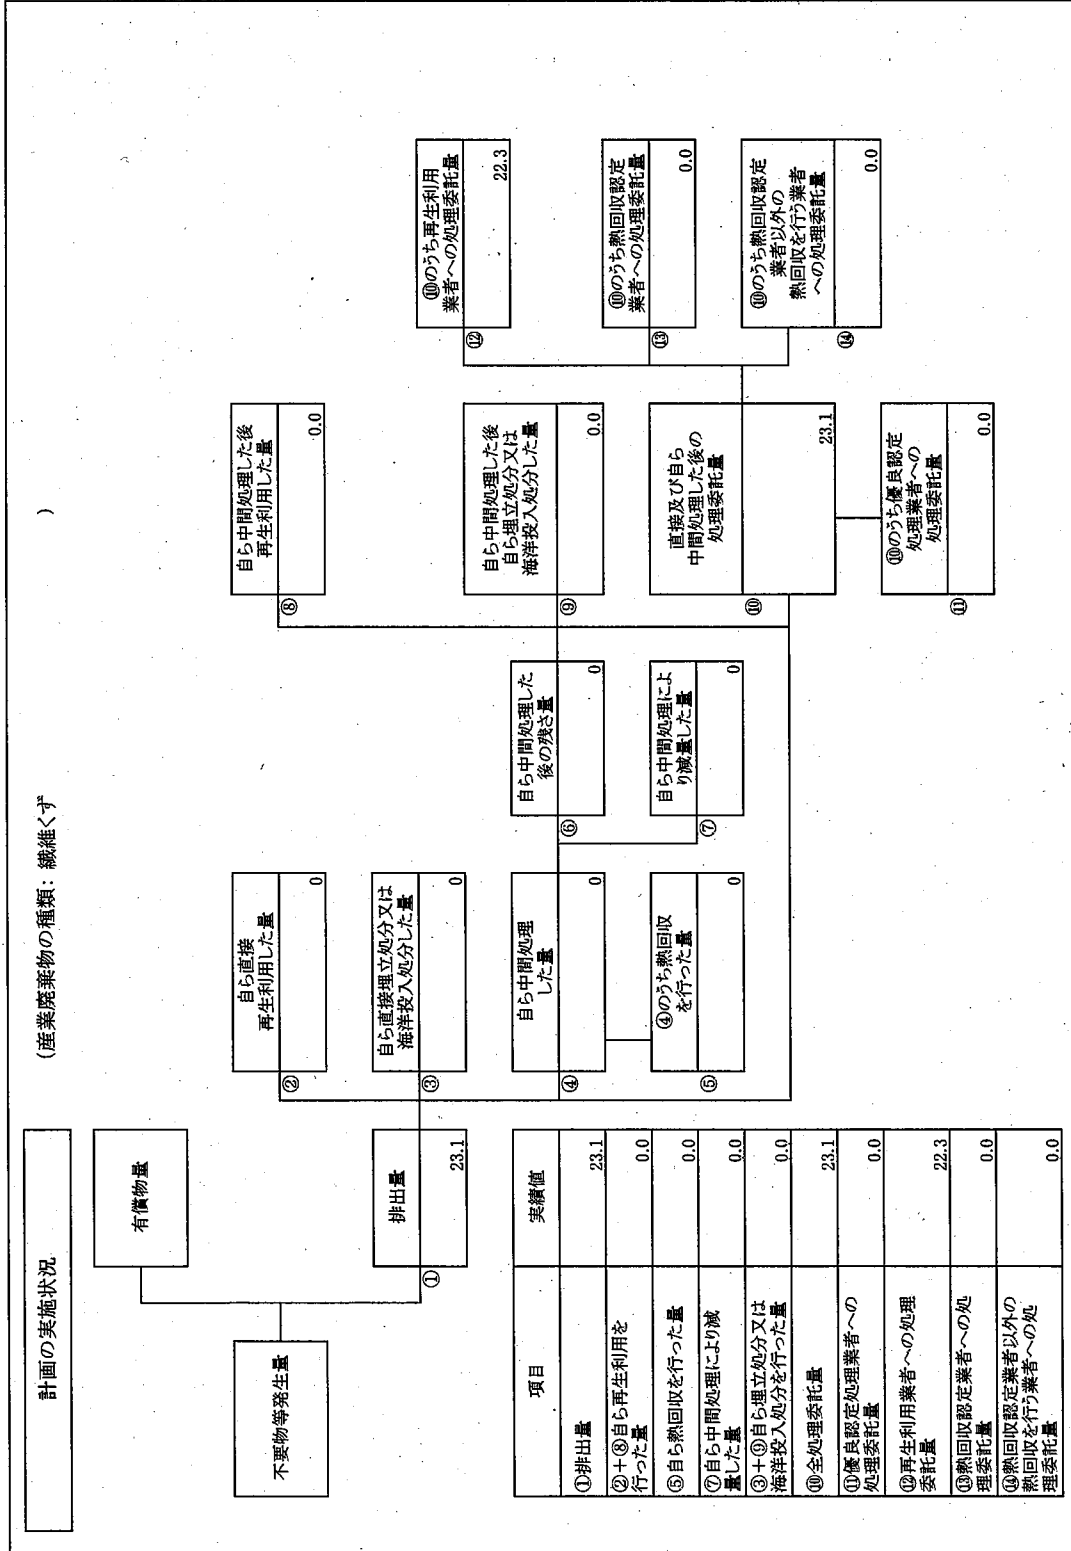 計画の実施状況
(産業廃棄物の種類: 繊維くず
)
不要物等発生量
有償物量
①
排出量
23.1
②
自ら直接
再生利用した量
0
③
自ら直接埋立処分又は
海洋投入処分した量
0
④
自ら中間処理
した量
0
⑤
④のうち熱回収
を行った量
0
⑥
自ら中間処理した
後の残さ量
0
⑦
自ら中間処理によ
り減量した量
0
⑧
自ら中間処理した後
再生利用した量
0.0
⑨
自ら中間処理した後
自ら埋立処分又は
海洋投入処分した量
0.0
⑩
直接及び自ら
中間処理した後の
処理委託量
23.1
⑪
⑩のうち優良認定
処理業者への
処理委託量
0.0
⑫
⑩のうち再生利用
業者への処理委託量
22.3
⑬
⑩のうち熱回収認定
業者への処理委託量
0.0
⑭
⑩のうち熱回収認定
業者以外の
熱回収を行う業者
への処理委託量
0.0
項目 実績値
①排出量 23.1
②+⑧自ら再生利用を
行った量 0.0
⑤自ら熱回収を行った量 0.0
⑦自ら中間処理により減
量した量 0.0
③+⑨自ら埋立処分又は
海洋投入処分を行った量 0.0
⑩全処理委託量 23.1
⑪優良認定処理業者への
処理委託量 0.0
⑫再生利用業者への処理
委託量 22.3
⑬熱回収認定業者への処
理委託量 0.0
⑭熱回収認定業者以外の
熱回収を行う業者への処
理委託量 0.0